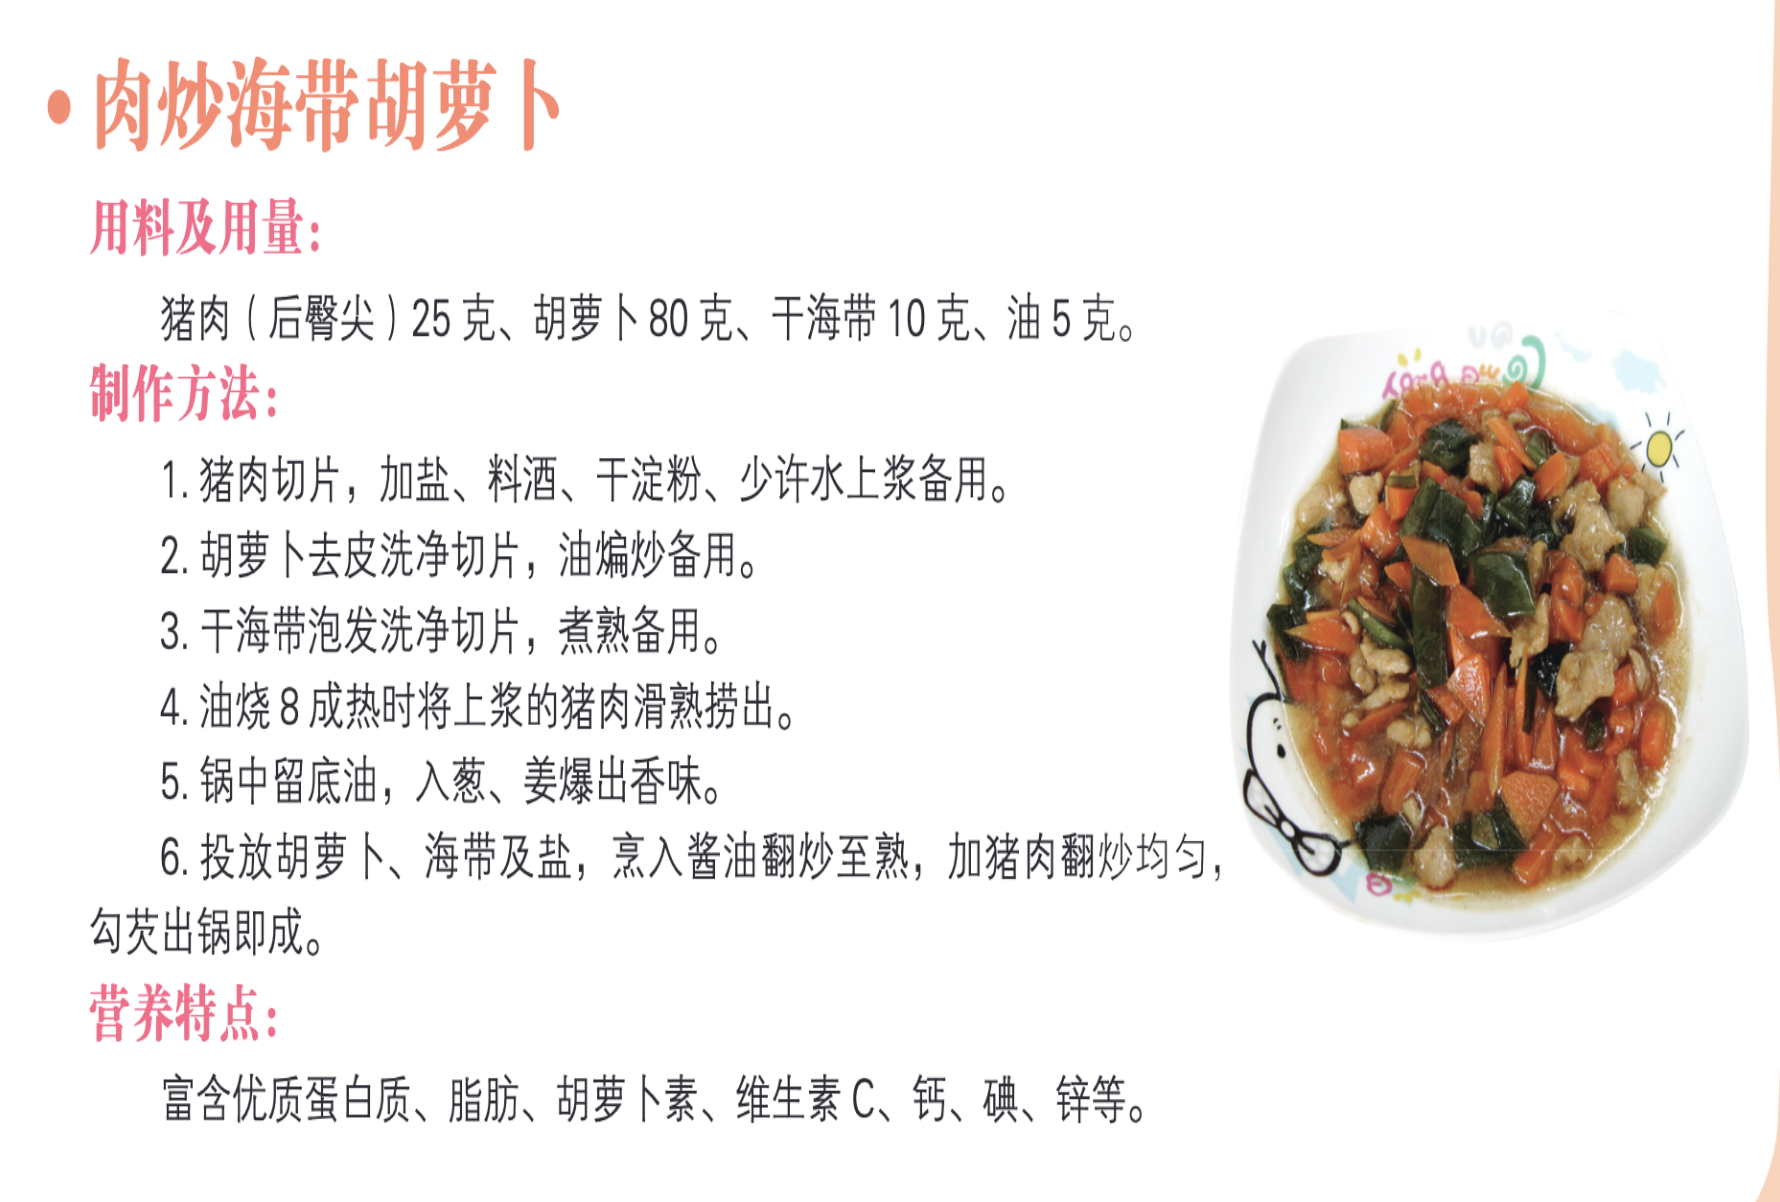 • 肉炒海带胡萝卜
用料及用量：
猪肉（后臀尖）25 克、胡萝卜 80 克、干海带 10 克、油 5 克。
制作方法：
1. 猪肉切片，加盐、料酒、干淀粉、少许水上浆备用。
2. 胡萝卜去皮洗净切片，油煸炒备用。
3. 干海带泡发洗净切片，煮熟备用。
4. 油烧 8 成热时将上浆的猪肉滑熟捞出。
5. 锅中留底油，入葱、姜爆出香味。
6. 投放胡萝卜、海带及盐，烹入酱油翻炒至熟，加猪肉翻炒均匀，
勾芡出锅即成。
营养特点：
富含优质蛋白质、脂肪、胡萝卜素、维生素 C、钙、碘、锌等。